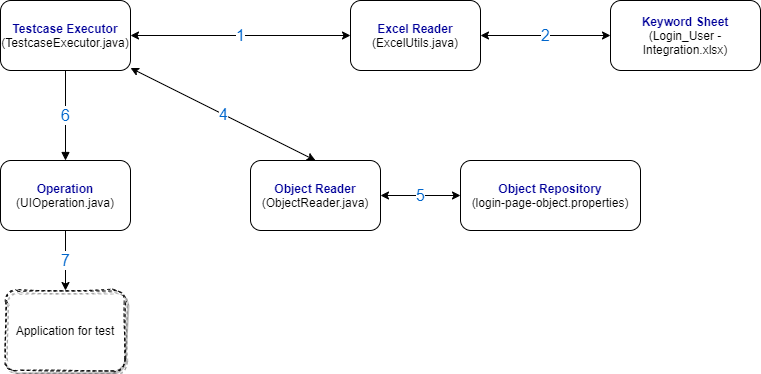 Testcase Executor
(TestcaseExecutor.java)
1
Excel Reader
(ExcelUtils.java)
2
Keyword Sheet
(Login_User -
Integration.xlsx)
6
4
Operation
(UIOperation.java)
Object Reader
(ObjectReader.java)
5
Object Repository
(login-page-object.properties)
7
Application for test